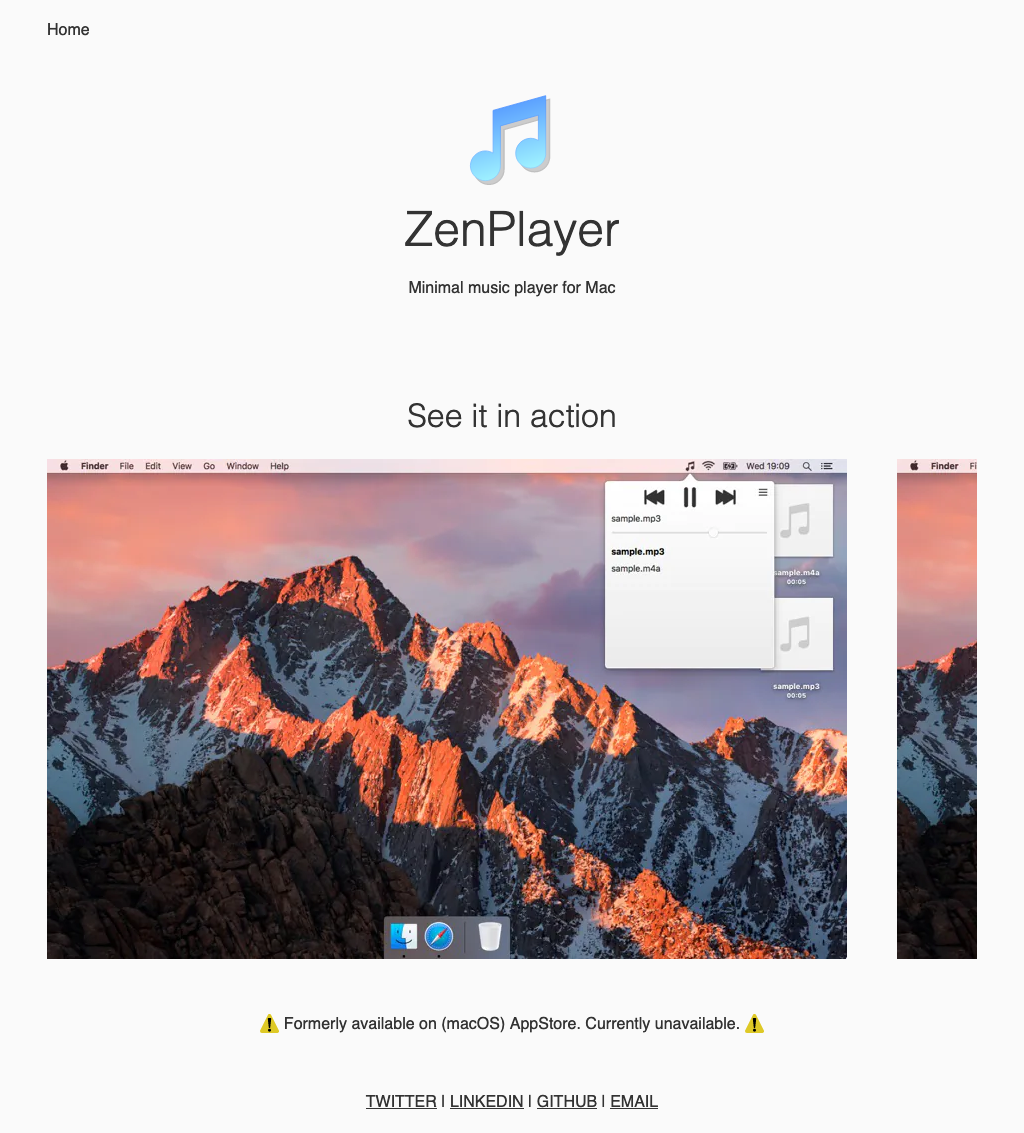 Home
ZenPlayer
Minimal music player for Mac
See it in action
Finder File Edit View Go Window Help Wed 19:09
sample.mp3
sample.mp3
sample.m4a
sample.m4a
00:05
sample.mp3
00:05
Finder
⚠️ Formerly available on (macOS) AppStore. Currently unavailable. ⚠️
TWITTER | LINKEDIN | GITHUB | EMAIL